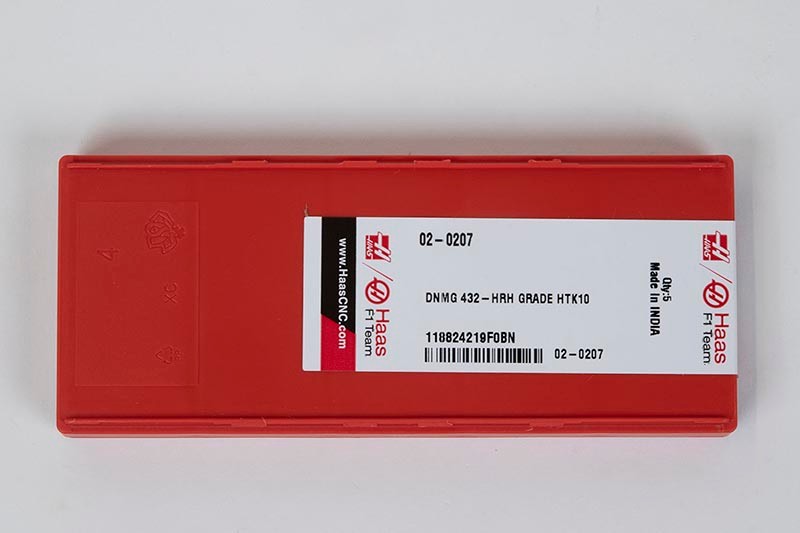 02-0207
DNMG 432-HRH GRADE HTK10
118824219F0BN
02-0207
www.HaasCNC.com
HAAS
Haas
F1 Team
Qty:5
Made in INDIA
HAAS
Haas
F1 Team
4
XC